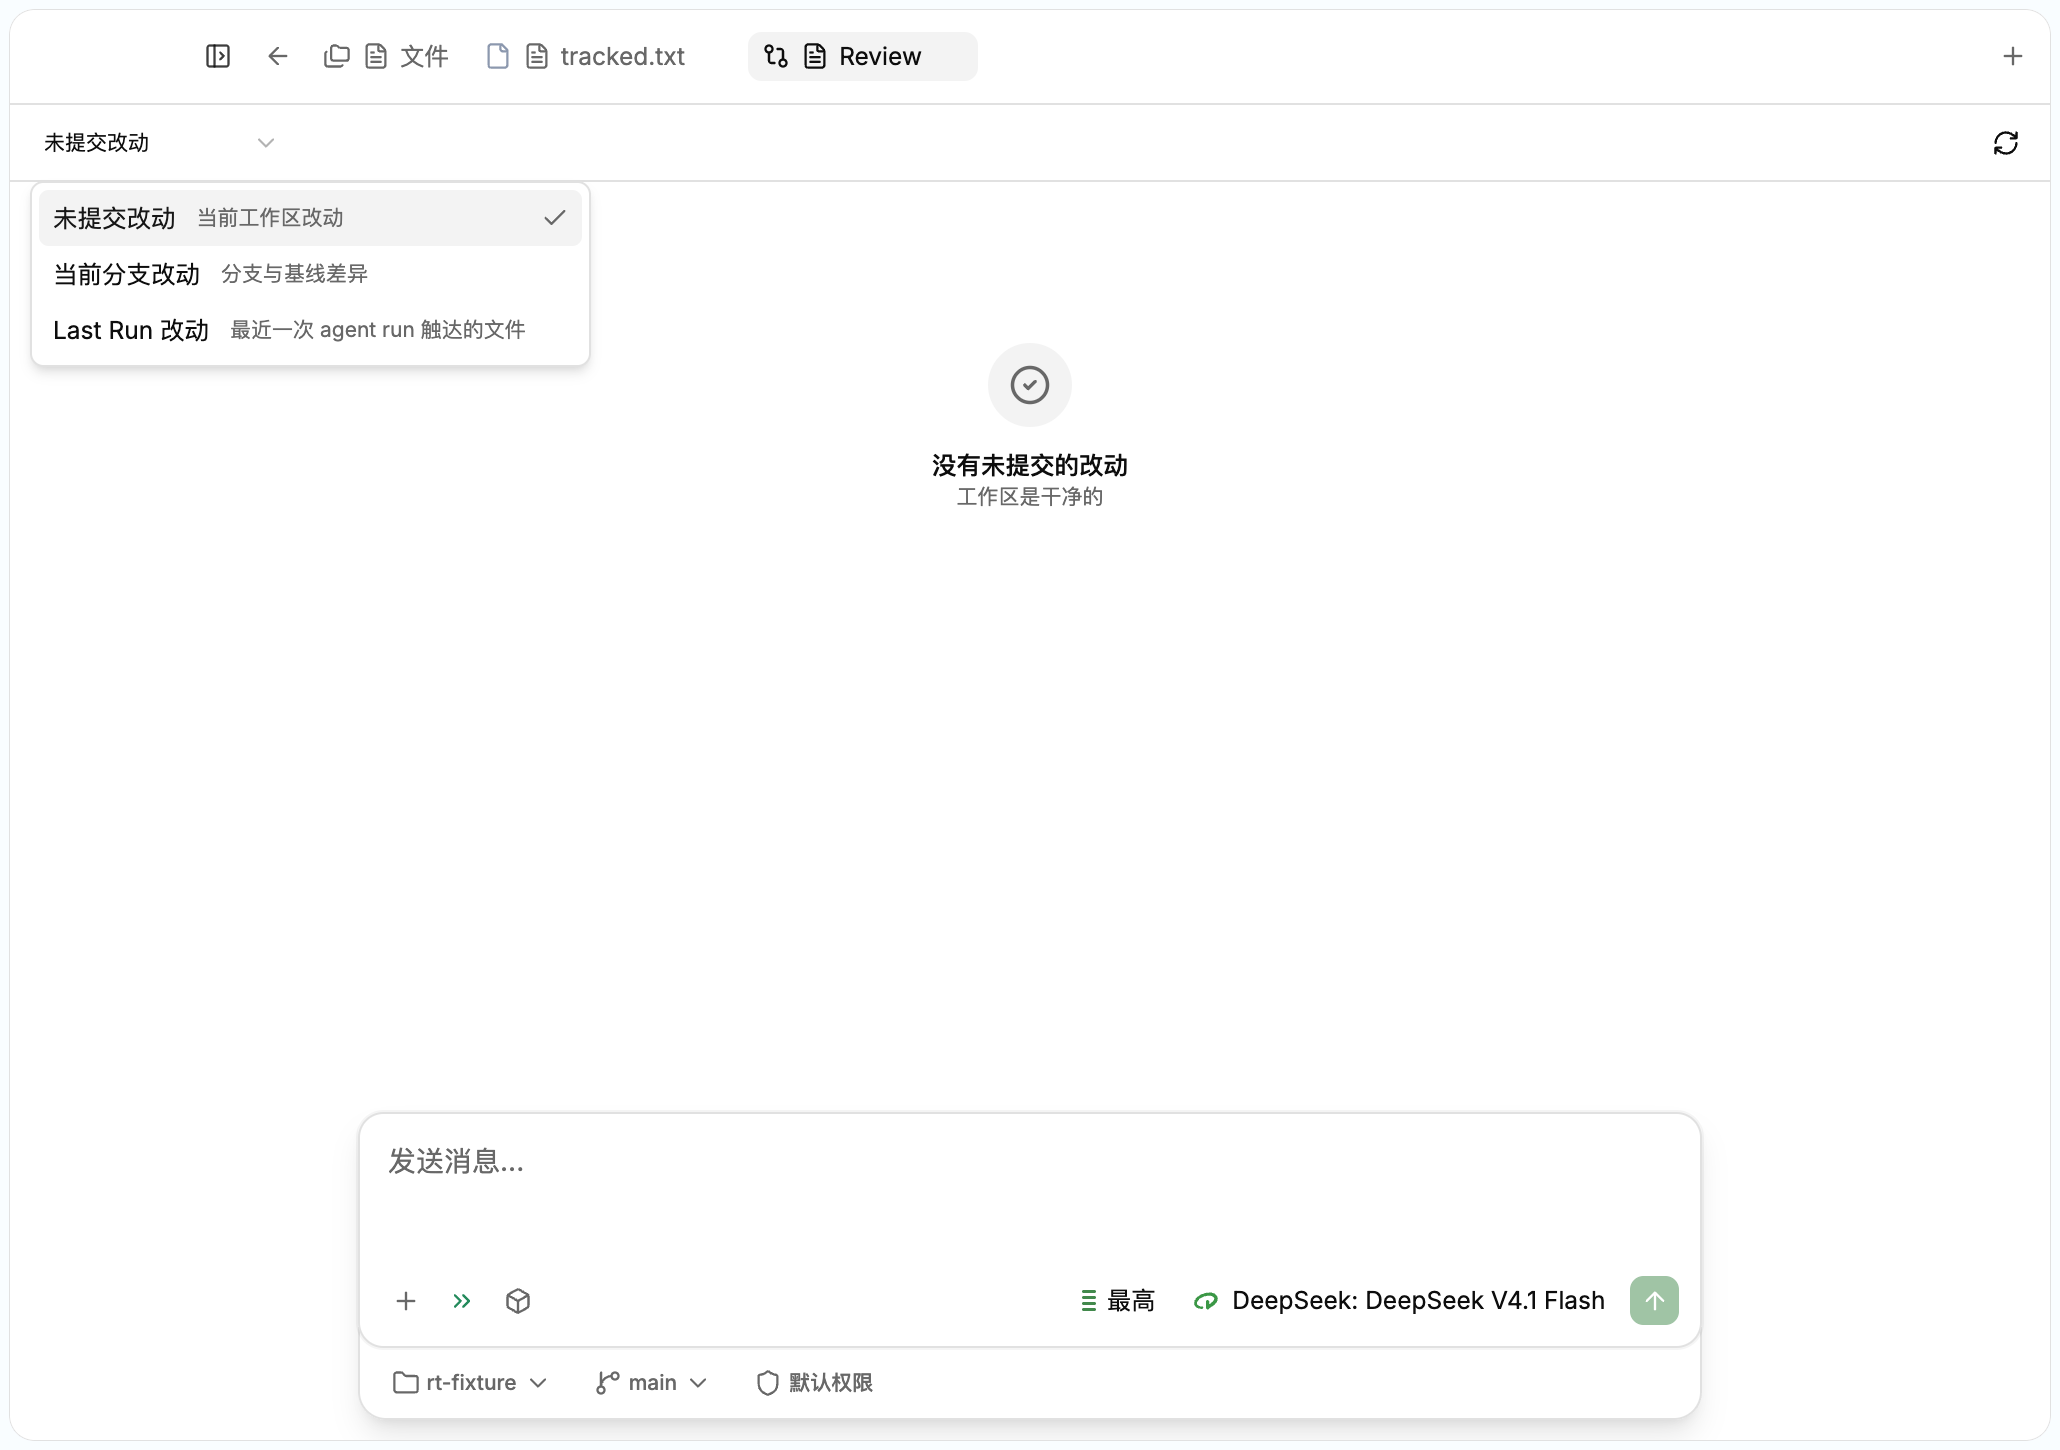 文件 tracked.txt Review
未提交改动
未提交改动 当前工作区改动
当前分支改动 分支与基线差异
Last Run 改动 最近一次 agent run 触达的文件
没有未提交的改动
工作区是干净的
发送消息...
最高 DeepSeek: DeepSeek V4.1 Flash
rt-fixture main 默认权限